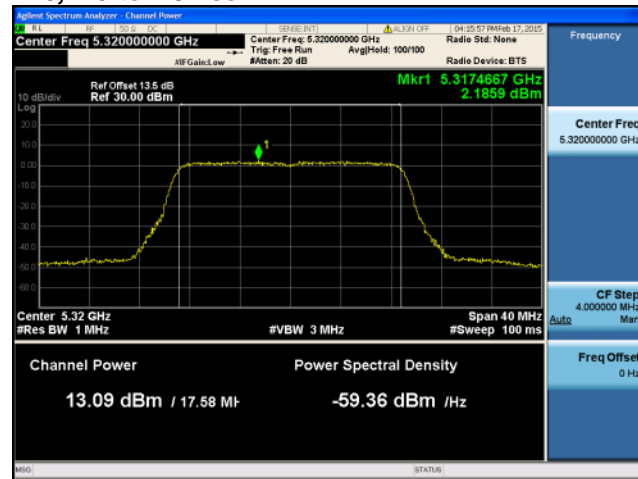 Agilent Spectrum Analyzer - Channel Power
RL RF 50 Ω DC SENSE:INT ALIGN OFF 04:15:57 PM Feb 17, 2015
Center Freq 5.320000000 GHz
Center Freq: 5.320000000 GHz Radio Std: None
Trig: Free Run Avg|Hold: 100/100
#IFGain:Low #Atten: 20 dB Radio Device: BTS
Frequency
Ref Offset 13.5 dB Mkr1 5.3174667 GHz
10 dB/div Ref 30.00 dBm 2.1859 dBm
Log
20.0
10.0
0.00
-10.0
-20.0
-30.0
-40.0
-50.0
-60.0
1
Center Freq
5.320000000 GHz
Center 5.32 GHz Span 40 MHz
#Res BW 1 MHz #VBW 3 MHz #Sweep 100 ms
CF Step
4.000000 MHz
Auto Man
Channel Power Power Spectral Density
13.09 dBm / 17.58 MH -59.36 dBm /Hz
Freq Offset
0 Hz
MSG STATUS